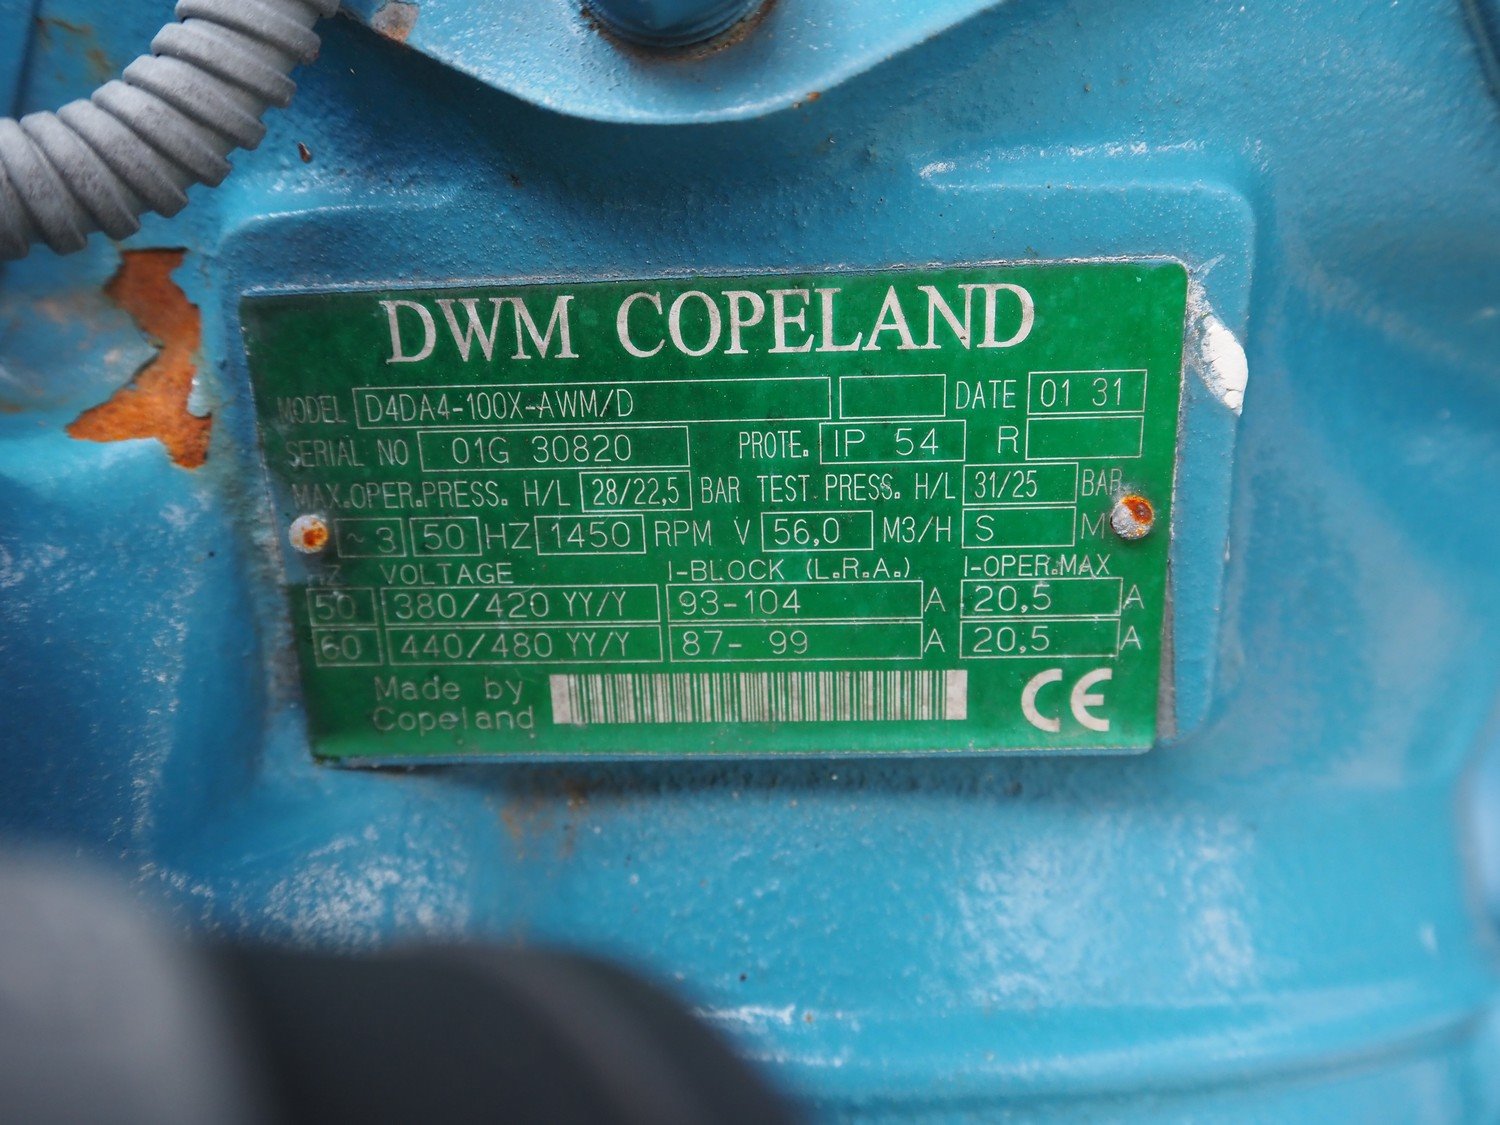 DWM COPELAND
MODEL D4DA4-100X-AWM/D DATE 01 31
SERIAL NO 01G 30820 PROTE. IP 54 R
MAX.OPER.PRESS. H/L 28/22,5 BAR TEST PRESS. H/L 31/25 BAR
~ 3 50 HZ 1450 RPM V 56,0 M3/H S M
HZ VOLTAGE I-BLOCK (L.R.A.) I-OPER.MAX
50 380/420 YY/Y 93-104 A 20,5 A
60 440/480 YY/Y 87- 99 A 20,5 A
Made by
Copeland
CE